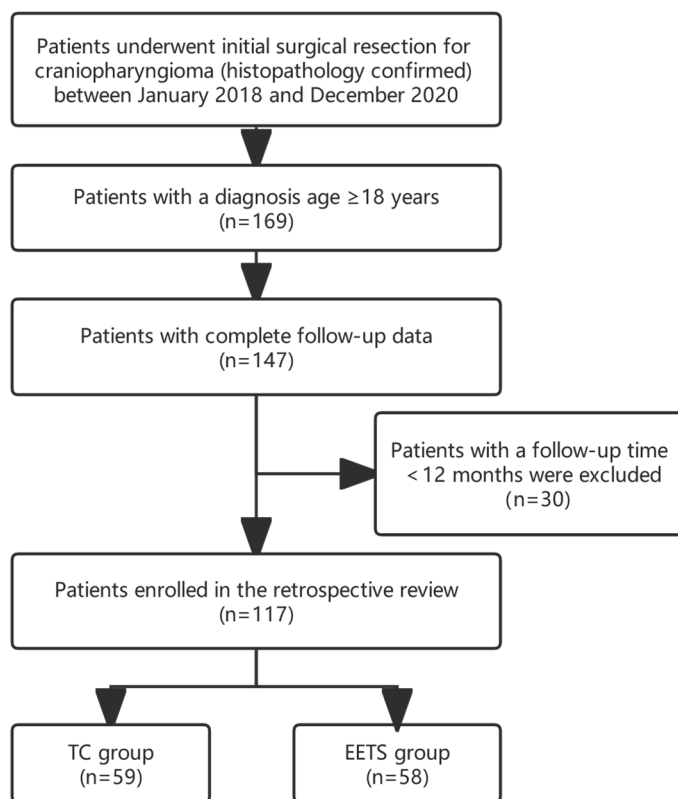 Patients underwent initial surgical resection for
craniopharyngioma (histopathology confirmed)
between January 2018 and December 2020
Patients with a diagnosis age ≥18 years
(n=169)
Patients with complete follow-up data
(n=147)
Patients with a follow-up time
<12 months were excluded
(n=30)
Patients enrolled in the retrospective review
(n=117)
TC group
(n=59)
EETS group
(n=58)